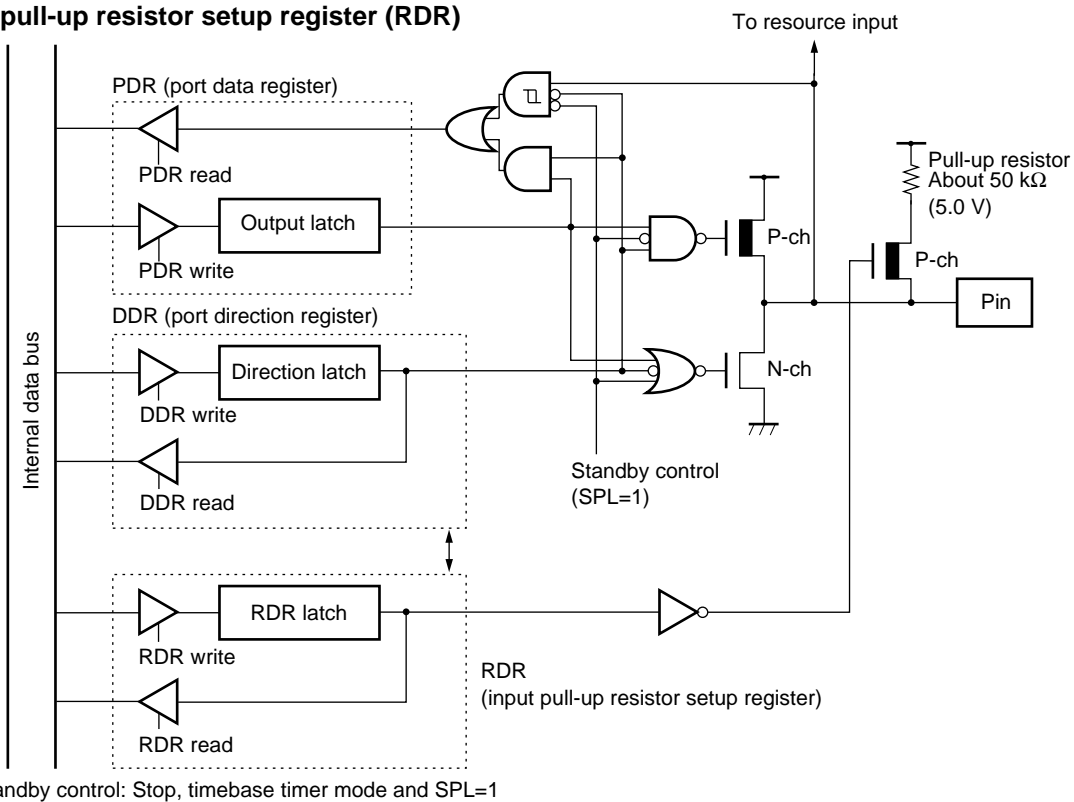 pull-up resistor setup register (RDR)
To resource input
PDR (port data register)
PDR read
Output latch
PDR write
P-ch
Pull-up resistor
About 50 kΩ
(5.0 V)
P-ch
Pin
DDR (port direction register)
Direction latch
DDR write
DDR read
N-ch
Internal data bus
Standby control
(SPL=1)
RDR latch
RDR write
RDR read
RDR
(input pull-up resistor setup register)
andby control: Stop, timebase timer mode and SPL=1